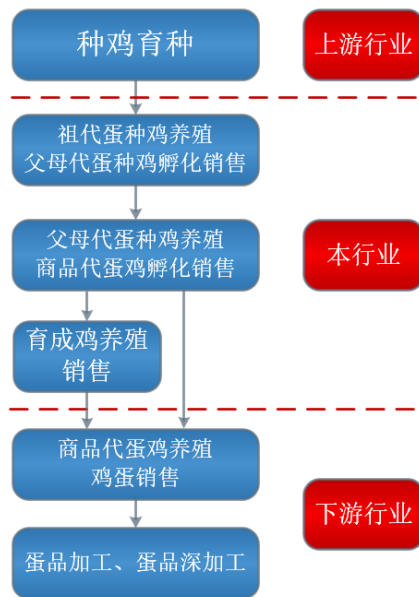 种鸡育种
上游行业
祖代蛋种鸡养殖
父母代蛋种鸡孵化销售
父母代蛋种鸡养殖
商品代蛋鸡孵化销售
本行业
育成鸡养殖
销售
商品代蛋鸡养殖
鸡蛋销售
下游行业
蛋品加工、蛋品深加工